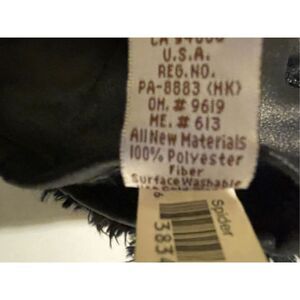 U.S.A.
REG.NO.
PA-8883 (HK)
OH.# 9619
ME.# 613
All New Materials
100% Polyester
Fiber
Surface Washable
Spider